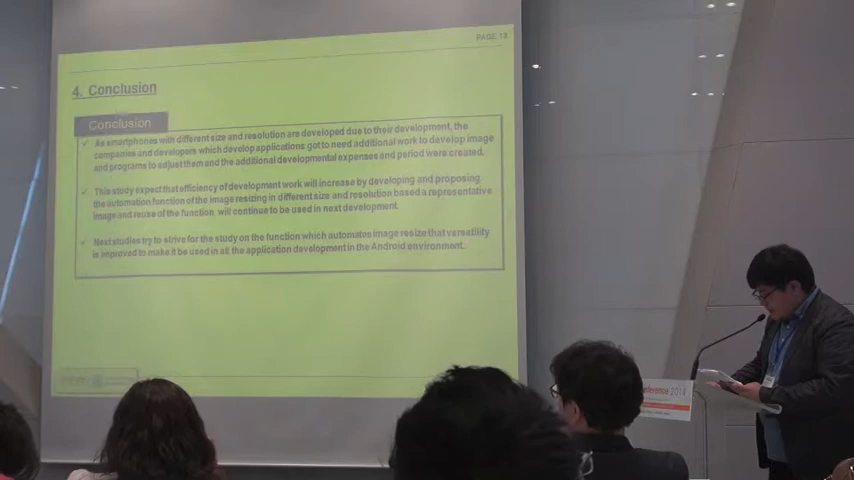 PAGE.13
4. Conclusion
Conclusion
✓ As smartphones with different size and resolution are developed due to their development, the
companies and developers which develop applications got to need additional work to develop image
and programs to adjust them and the additional developmental expenses and period were created.
✓ This study expect that efficiency of development work will increase by developing and proposing
the automation function of the image resizing in different size and resolution based a representative
image and reuse of the function will continue to be used in next development.
✓ Next studies try to strive for the study on the function which automates image resize that versatility
is improved to make it be used in all the application development in the Android environment.